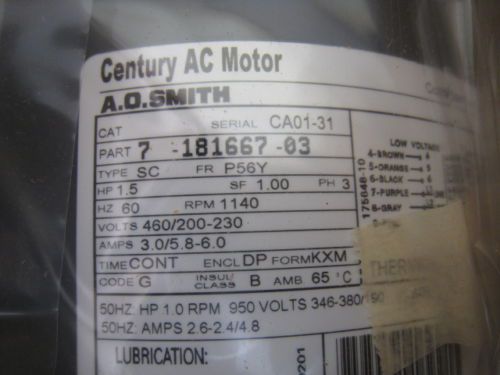 Century AC Motor
A.O.SMITH
CAT SERIAL CA01-31
PART 7 -181667-03
TYPE SC FR P56Y
HP 1.5 SF 1.00 PH 3
HZ 60 RPM 1140
VOLTS 460/200-230
AMPS 3.0/5.8-6.0
TIME CONT ENCL DP FORM KXM
CODE G INSUL CLASS B AMB 65 °C
50HZ: HP 1.0 RPM 950 VOLTS 346-380/190
50HZ: AMPS 2.6-2.4/4.8
LUBRICATION:
175648-10
LOW VOLTAGE
4-BROWN
5-ORANGE
6-BLACK
7-PURPLE
8-GRAY